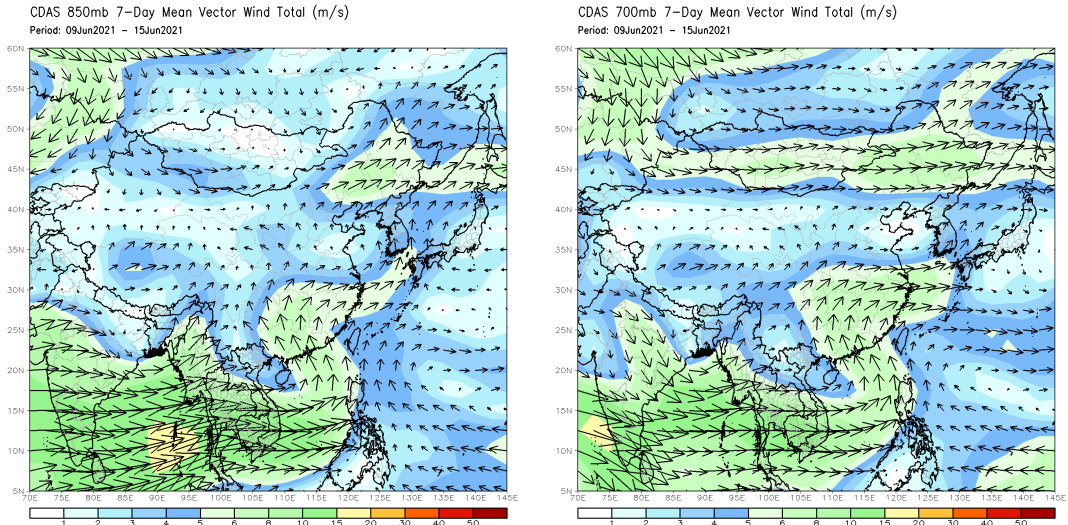 CDAS 850mb 7-Day Mean Vector Wind Total (m/s)
Period: 09Jun2021 - 15Jun2021
60N
55N
50N
45N
40N
35N
30N
25N
20N
15N
10N
5N
70E 75E 80E 85E 90E 95E 100E 105E 110E 115E 120E 125E 130E 135E 140E 145E
1 2 3 4 5 6 8 10 15 20 30 40 50
CDAS 700mb 7-Day Mean Vector Wind Total (m/s)
Period: 09Jun2021 - 15Jun2021
60N
55N
50N
45N
40N
35N
30N
25N
20N
15N
10N
5N
70E 75E 80E 85E 90E 95E 100E 105E 110E 115E 120E 125E 130E 135E 140E 145E
1 2 3 4 5 6 8 10 15 20 30 40 50